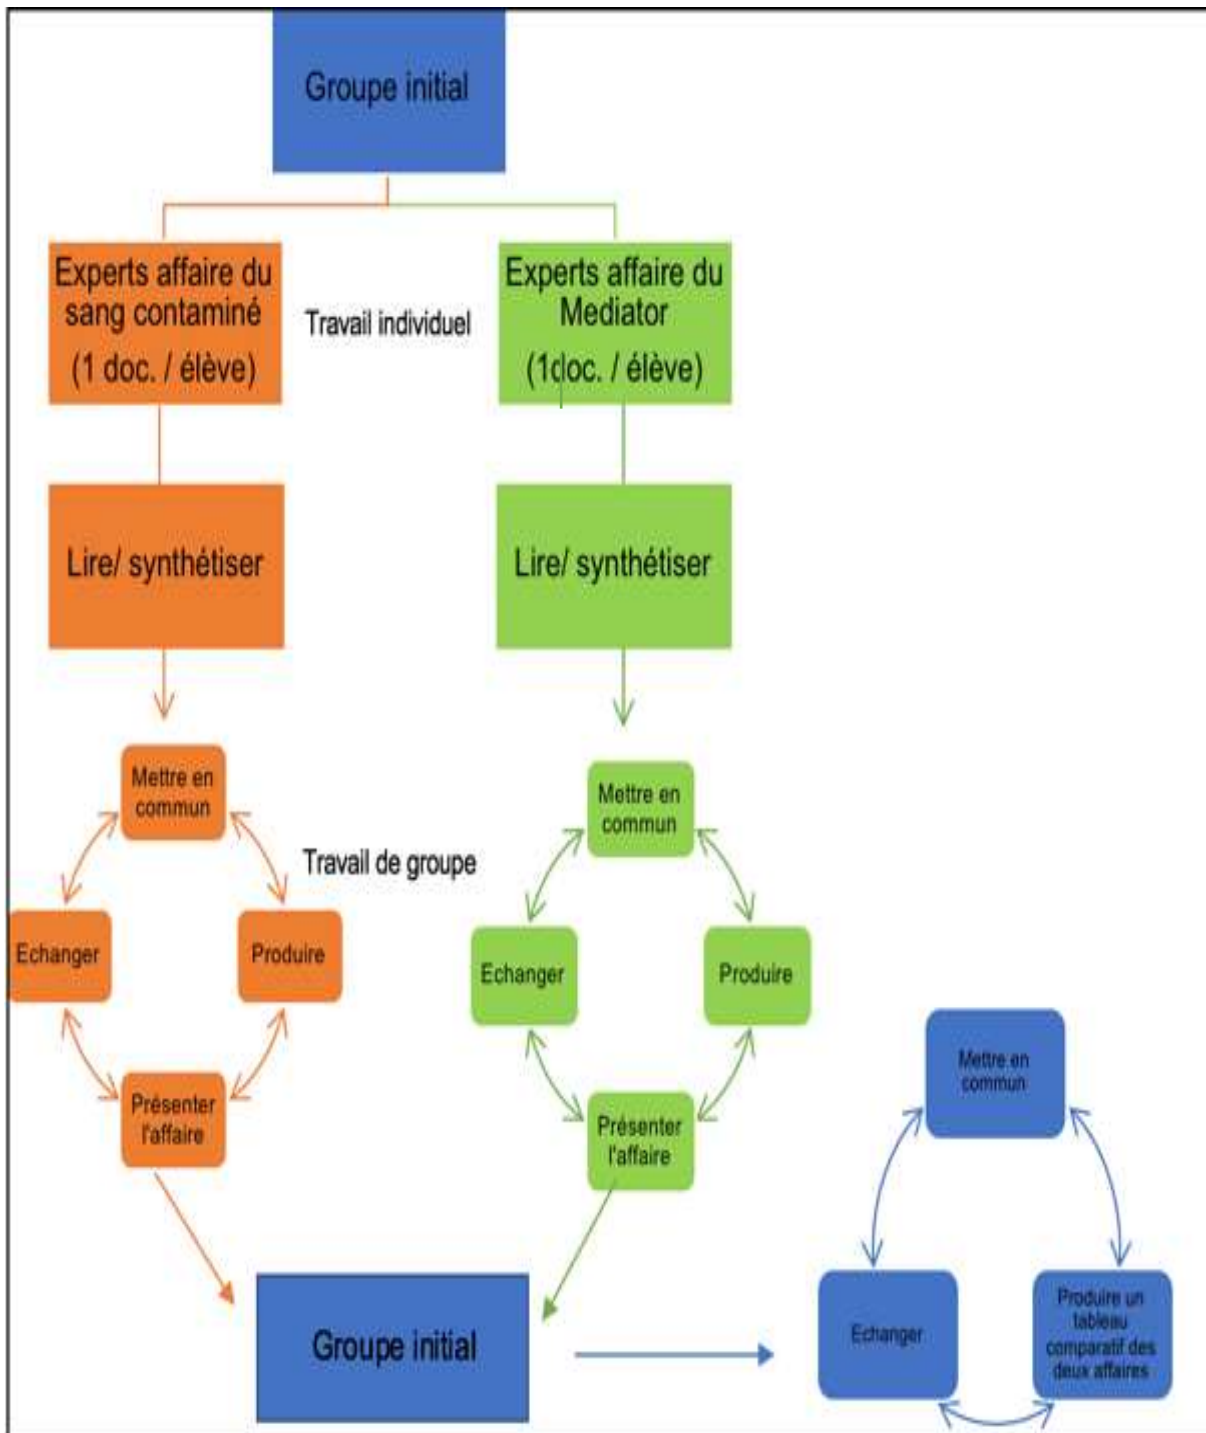 Groupe initial
Experts affaire du
sang contaminé
(1 doc. / élève)
Travail individuel
Experts affaire du
Mediator
(1doc. / élève)
Lire/ synthétiser
Lire/ synthétiser
Mettre en
commun
Echanger
Produire
Présenter
l'affaire
Travail de groupe
Mettre en
commun
Echanger
Produire
Présenter
l'affaire
Groupe initial
Mettre en
commun
Echanger
Produire un
tableau
comparatif des
deux affaires